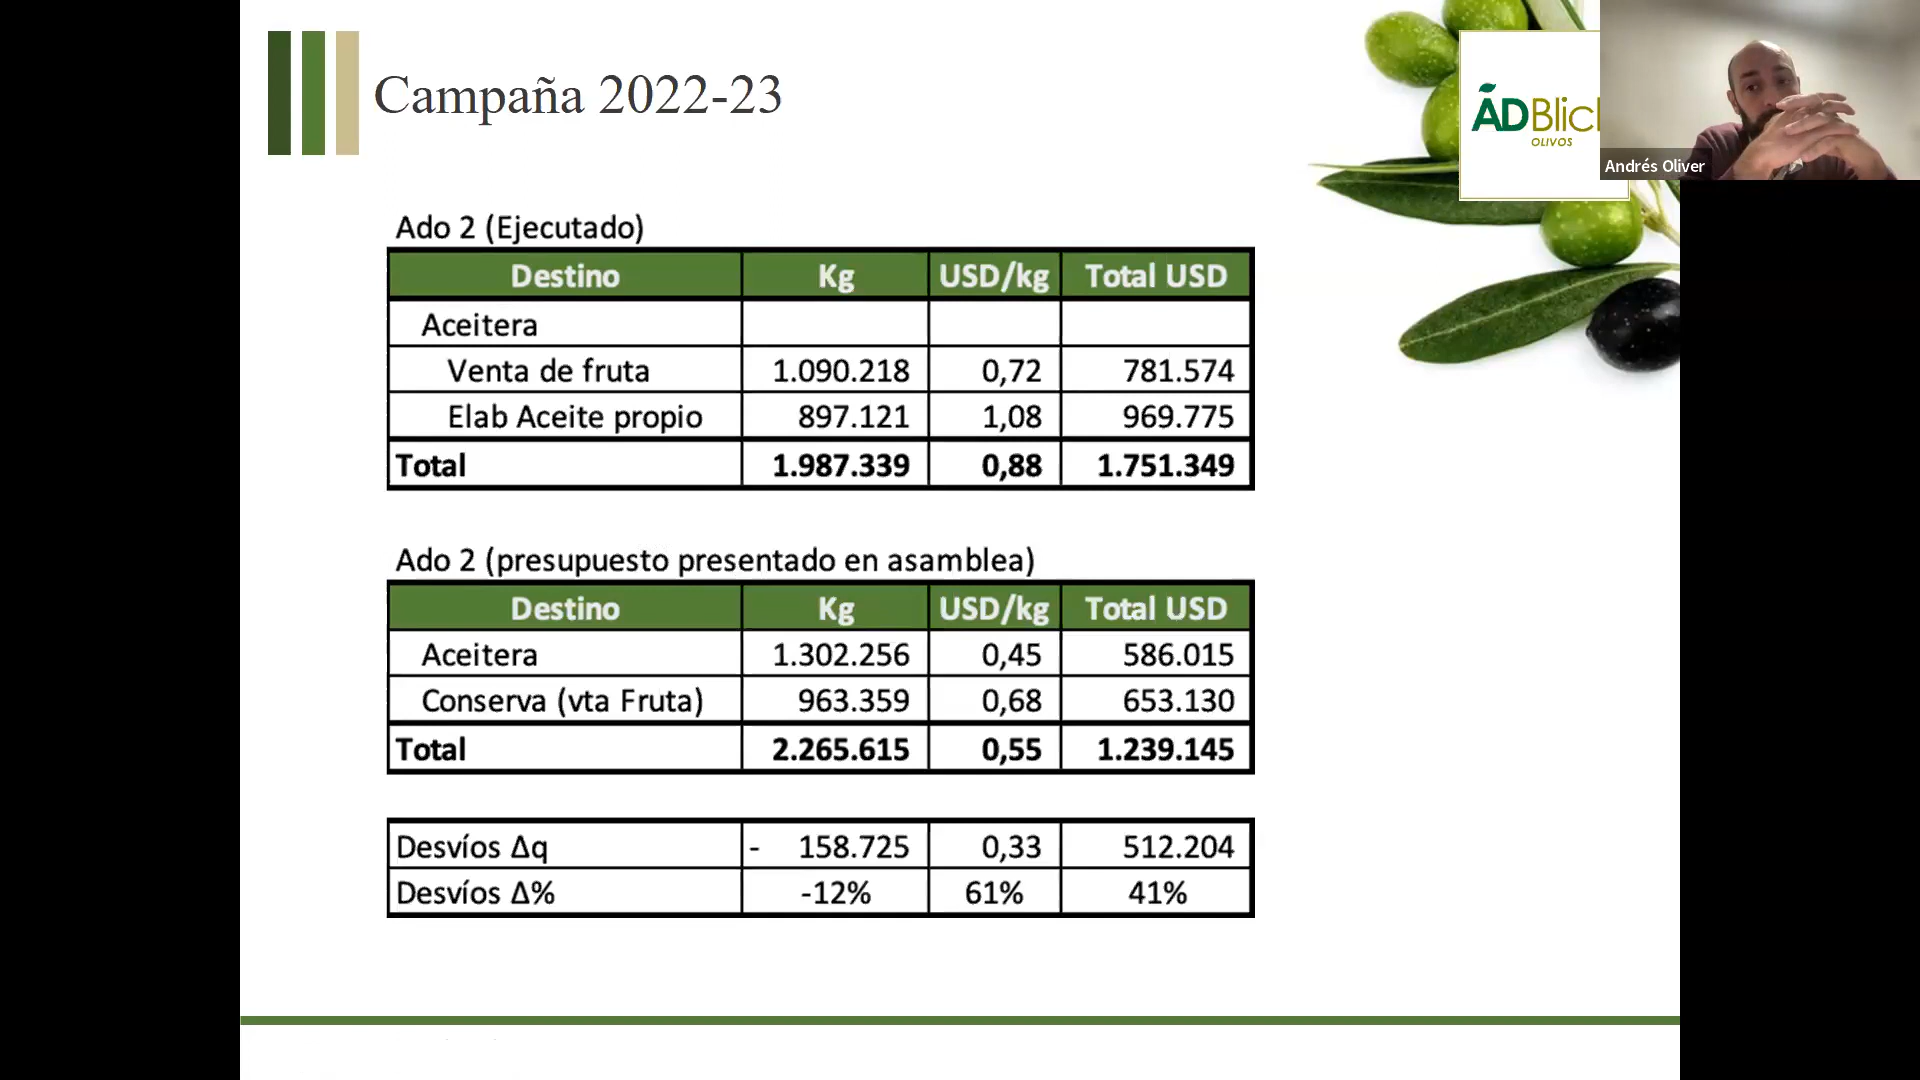 Campaña 2022-23
ADBlic
OLIVOS
Andrés Oliver
Ado 2 (Ejecutado)
Destino Kg USD/kg Total USD
Aceitera
Venta de fruta 1.090.218 0,72 781.574
Elab Aceite propio 897.121 1,08 969.775
Total 1.987.339 0,88 1.751.349
Ado 2 (presupuesto presentado en asamblea)
Destino Kg USD/kg Total USD
Aceitera 1.302.256 0,45 586.015
Conserva (vta Fruta) 963.359 0,68 653.130
Total 2.265.615 0,55 1.239.145
Desvíos Δq - 158.725 0,33 512.204
Desvíos Δ% -12% 61% 41%